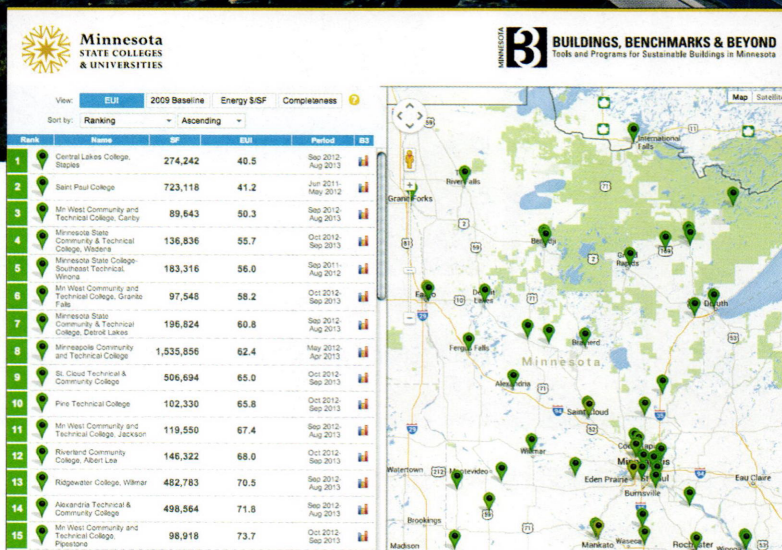 Minnesota
STATE COLLEGES
& UNIVERSITIES
MINNESOTA
B3
BUILDINGS, BENCHMARKS & BEYOND
Tools and Programs for Sustainable Buildings in Minnesota
View: EUI 2009 Baseline Energy $/SF Completeness ?
Sort by: Ranking Ascending
Rank Name SF EUI Period B3
1 Central Lakes College, Staples 274,242 40.5 Sep 2012-Aug 2013
2 Saint Paul College 723,118 41.2 Jun 2011-May 2012
3 Mn West Community and Technical College, Canby 89,643 50.3 Sep 2012-Aug 2013
4 Minnesota State Community & Technical College, Wadena 136,836 55.7 Oct 2012-Sep 2013
5 Minnesota State College-Southeast Technical, Winona 183,316 56.0 Sep 2011-Aug 2012
6 Mn West Community and Technical College, Granite Falls 97,548 58.2 Oct 2012-Sep 2013
7 Minnesota State Community & Technical College, Detroit Lakes 196,824 60.8 Sep 2012-Aug 2013
8 Minneapolis Community and Technical College 1,535,856 62.4 May 2012-Apr 2013
9 St. Cloud Technical & Community College 506,694 65.0 Oct 2012-Sep 2013
10 Pine Technical College 102,330 65.8 Oct 2012-Sep 2013
11 Mn West Community and Technical College, Jackson 119,550 67.4 Sep 2012-Aug 2013
12 Riverland Community College, Albert Lea 146,322 68.0 Oct 2012-Sep 2013
13 Ridgewater College, Wilmar 482,783 70.5 Sep 2012-Aug 2013
14 Alexandria Technical & Community College 498,564 71.8 Sep 2012-Aug 2013
15 Mn West Community and Technical College, Pipestone 98,918 73.7 Oct 2012-Sep 2013
Map Satellite
International Falls
River Falls
Grand Forks
Rapids
Lakes
Duluth
Fergus Falls
Brainerd
Minnesota
Alexandria
Saint Cloud
Willmar
Watertown
Montevideo
Eden Prairie
St Paul
Eau Claire
Burnsville
Brookings
Madison
Mankato
Waseca
Rochester